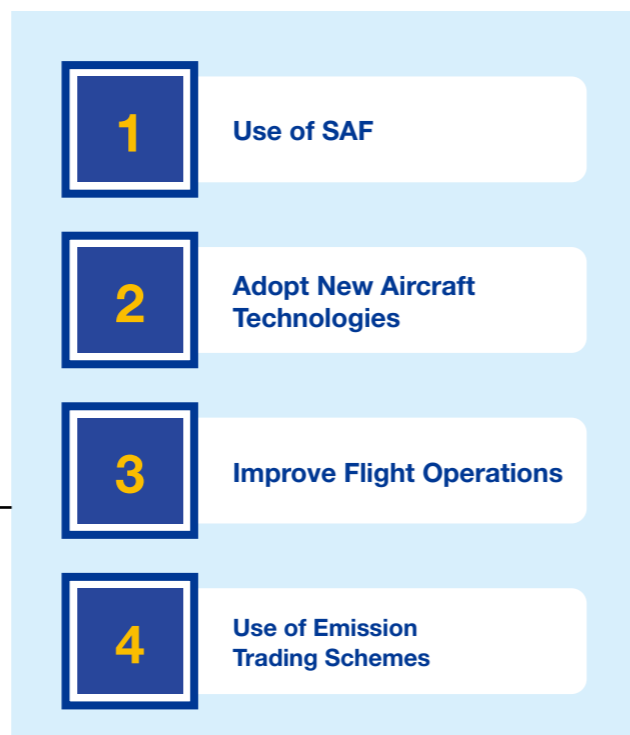 1
Use of SAF
2
Adopt New Aircraft
Technologies
3
Improve Flight Operations
4
Use of Emission
Trading Schemes